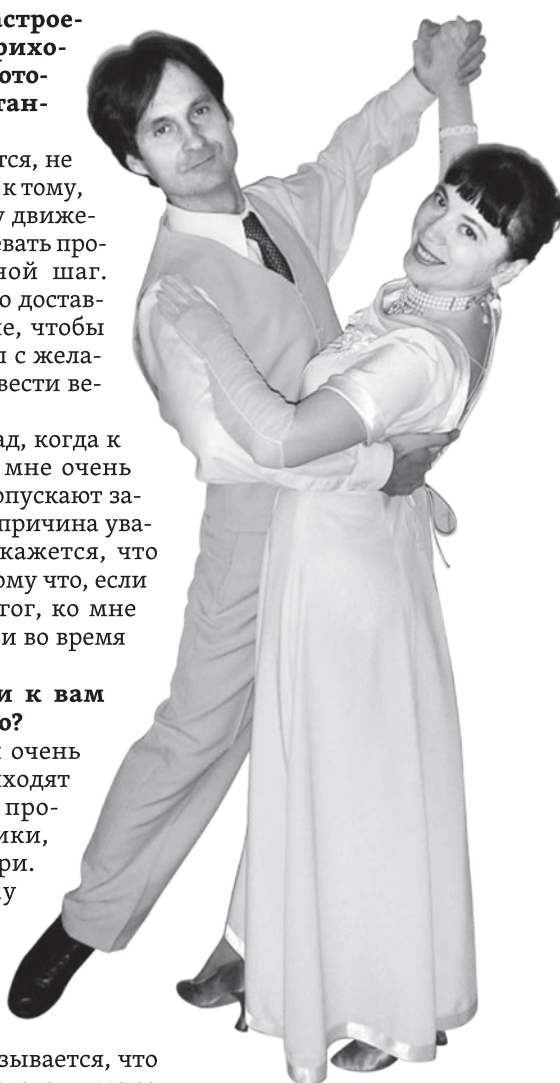 астрое-
рихо-
ото-
тан-
тся, не
к тому,
у движе-
евать про-
ной шаг.
о достав-
ие, чтобы
л с жела-
вести ве-
ад, когда к
мне очень
опускают за-
причина ува-
кажется, что
ому что, если
гог, ко мне
и во время
и к вам
о?
очень
ходят
про-
ики,
ри.
у
зывается, что